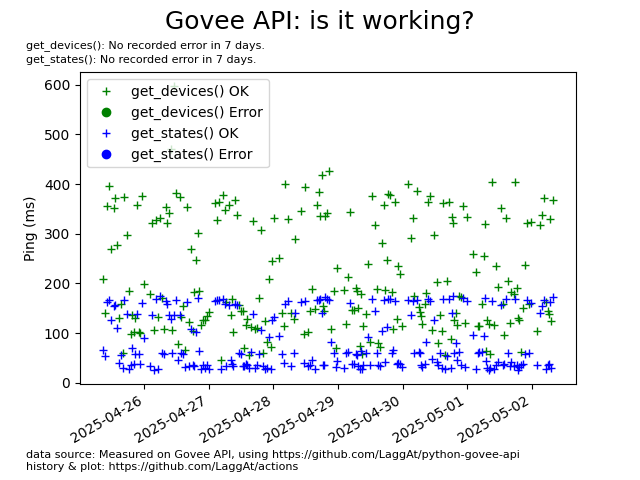 Govee API: is it working?
get_devices(): No recorded error in 7 days.
get_states(): No recorded error in 7 days.
get_devices() OK
get_devices() Error
get_states() OK
get_states() Error
Ping (ms)
600
500
400
300
200
100
0
2025-04-26
2025-04-27
2025-04-28
2025-04-29
2025-04-30
2025-05-01
2025-05-02
data source: Measured on Govee API, using https://github.com/LaggAt/python-govee-api
history & plot: https://github.com/LaggAt/actions